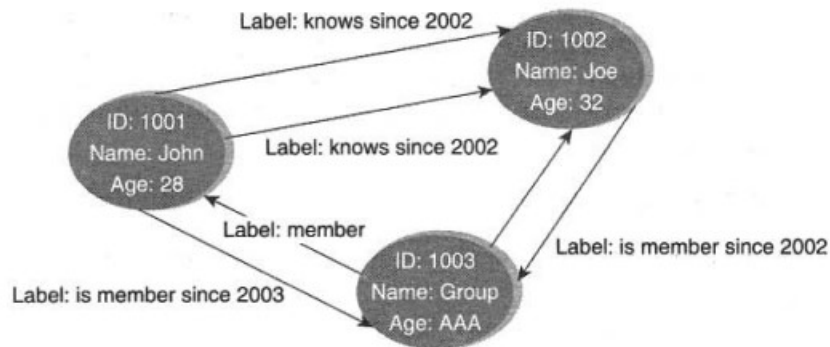 Label: knows since 2002
ID: 1002
Name: Joe
Age: 32
ID: 1001
Name: John
Age: 28
Label: knows since 2002
Label: member
Label: is member since 2002
ID: 1003
Name: Group
Age: AAA
Label: is member since 2003